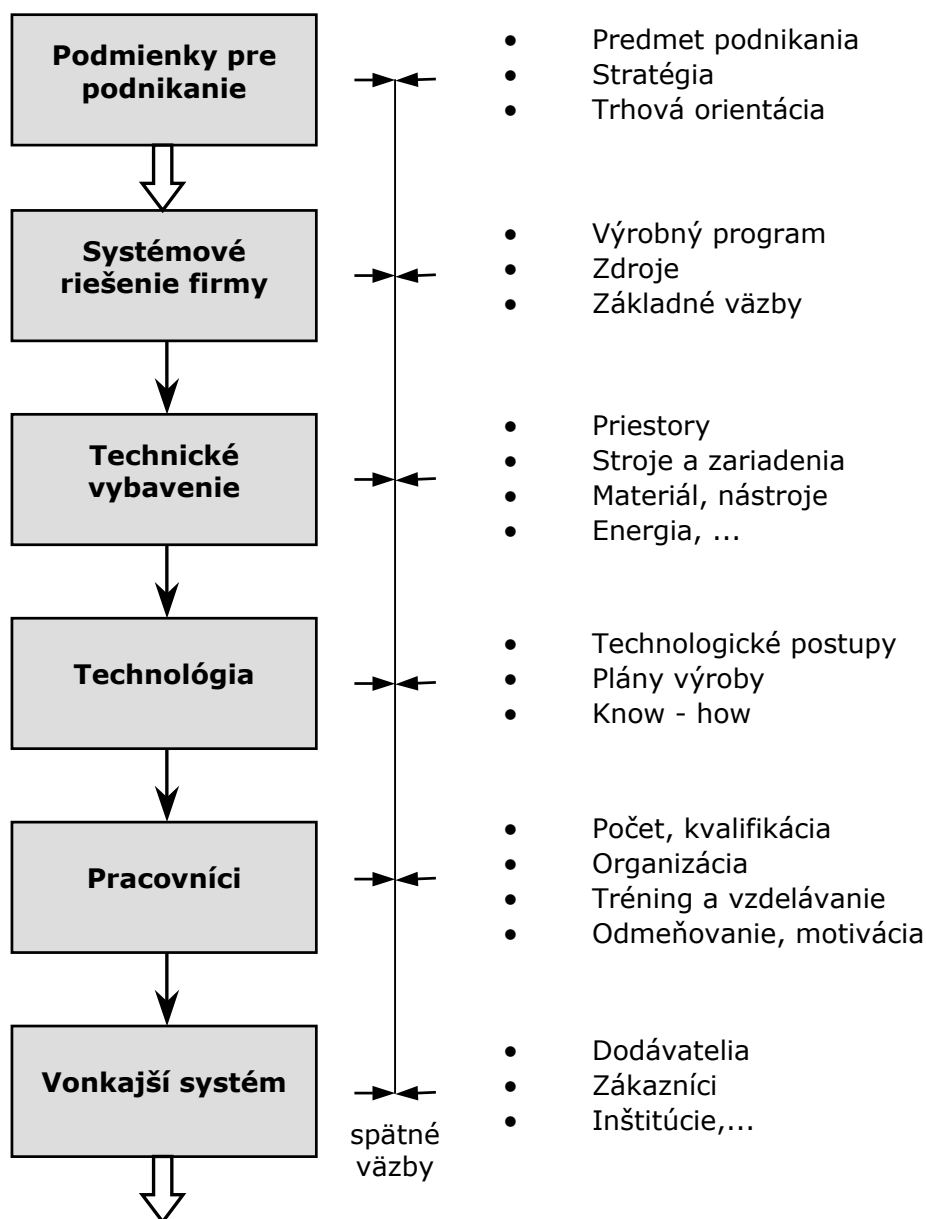 Podmienky pre
podnikanie
• Predmet podnikania
• Stratégia
• Trhová orientácia
Systémové
riešenie firmy
• Výrobný program
• Zdroje
• Základné väzby
Technické
vybavenie
• Priestory
• Stroje a zariadenia
• Materiál, nástroje
• Energia, ...
Technológia
• Technologické postupy
• Plány výroby
• Know - how
Pracovníci
• Počet, kvalifikácia
• Organizácia
• Tréning a vzdelávanie
• Odmeňovanie, motivácia
Vonkajší systém
• Dodávatelia
• Zákazníci
• Inštitúcie,...
spätné
väzby